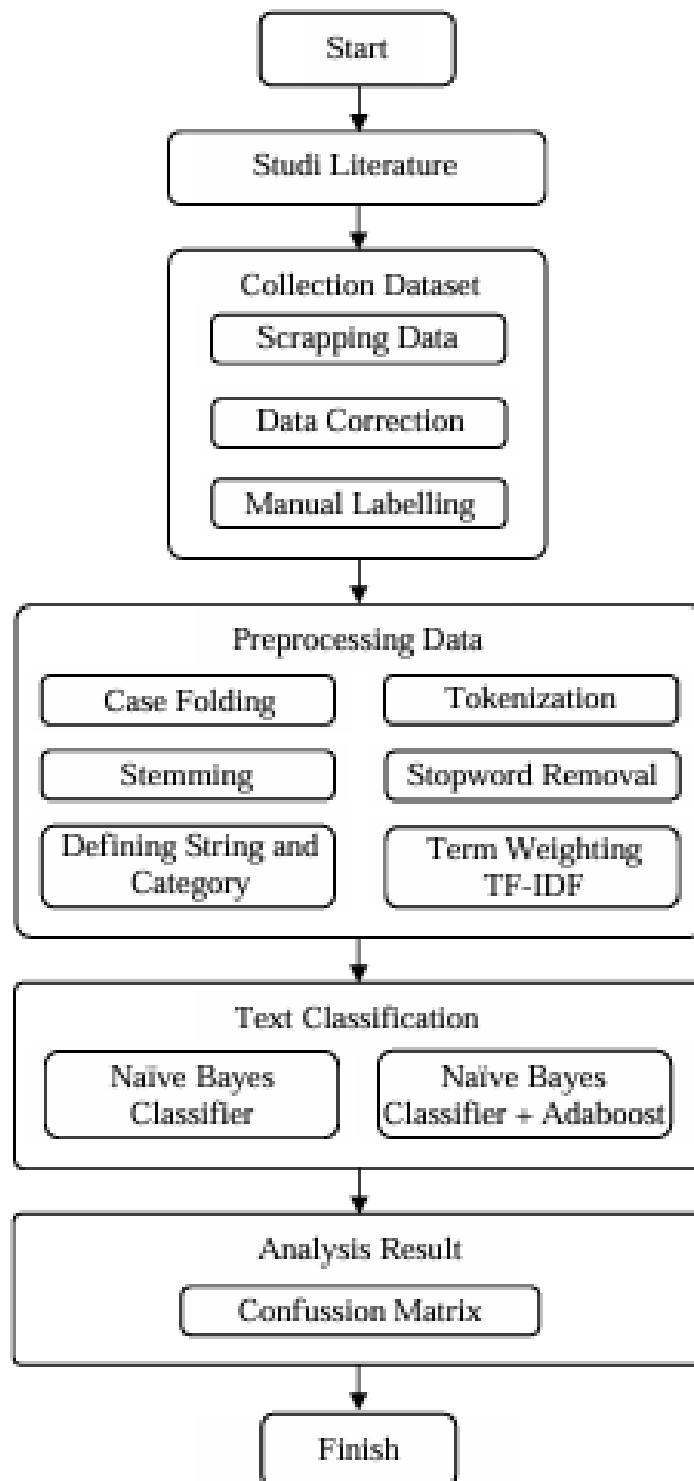 Start
Studi Literature
Collection Dataset
Scrapping Data
Data Correction
Manual Labelling
Preprocessing Data
Case Folding
Tokenization
Stemming
Stopword Removal
Defining String and
Category
Term Weighting
TF-IDF
Text Classification
Naïve Bayes
Classifier
Naïve Bayes
Classifier + Adaboost
Analysis Result
Confussion Matrix
Finish